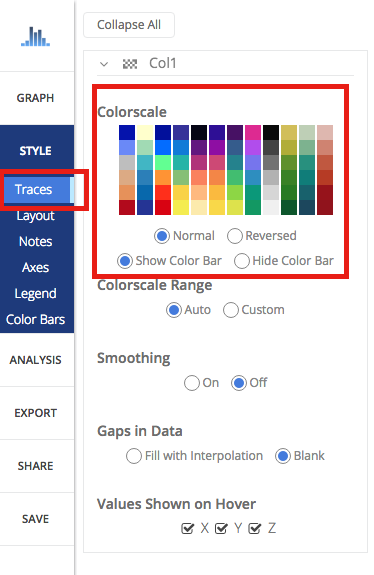 Collapse All
Col1
GRAPH
Colorscale
STYLE
Traces
Layout
Notes
Axes
Legend
Color Bars
Normal Reversed
Show Color Bar Hide Color Bar
Colorscale Range
Auto Custom
ANALYSIS
Smoothing
On Off
EXPORT
Gaps in Data
Fill with Interpolation Blank
SHARE
Values Shown on Hover
X Y Z
SAVE